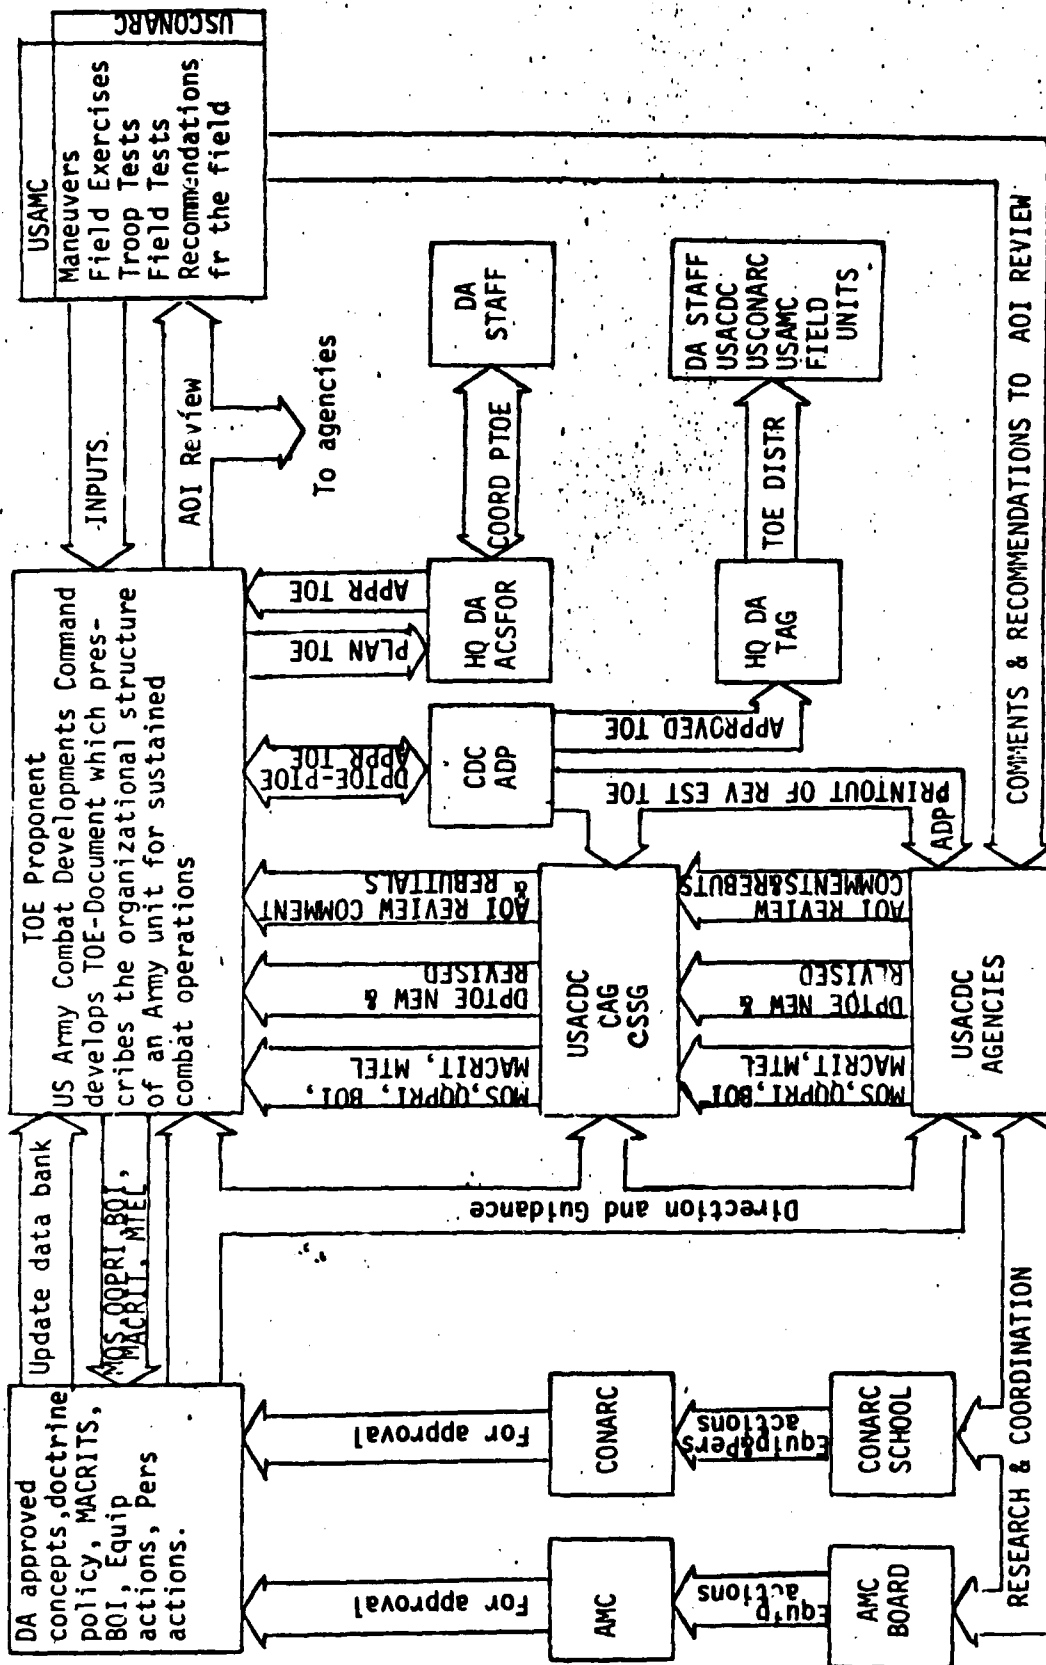 DA approved
concepts,doctrine
policy, MACRITS,
BOI, Equip
actions, Pers
actions.
Update data bank
MOS,QQPRI,BOI,
MACRIT, MTEL
TOE Proponent
US Army Combat Developments Command
develops TOE-Document which pres-
cribes the organizational structure
of an Army unit for sustained
combat operations
-INPUTS.
AOI Review
To agencies
USAMC
Maneuvers
Field Exercises
Troop Tests
Field Tests
Recommendations
fr the field
USCONARC
For approval
For approval
Direction and Guidance
MOS,QQPRI, BOI,
MACRIT, MTEL
DPTOE NEW &
REVISED
AOI REVIEW COMMENT
& REBUITALS
DPTOE-PTOE
APPR TOE
PLAN TOE
APPR TOE
CDC
ADP
HQ DA
ACSFOR
COORD PTOE
DA
STAFF
AMC
CONARC
USACDC
CAG
CSSG
PRINTOUT OF REV EST TOE
APPROVED TOE
HQ DA
TAG
TOE DISTR
DA STAFF
USACDC
USCONARC
USAMC
FIELD
UNITS
Equip
actions
Equip&Pers
actions
MOS,QQPRI,BOI
MACRIT,MTEL
DPTOE NEW &
RLVISED
AOI REVIEW
COMMENTS&REBUTS
ADP
AMC
BOARD
CONARC
SCHOOL
USACDC
AGENCIES
RESEARCH & COORDINATION
COMMENTS & RECOMMENDATIONS TO AOI REVIEW